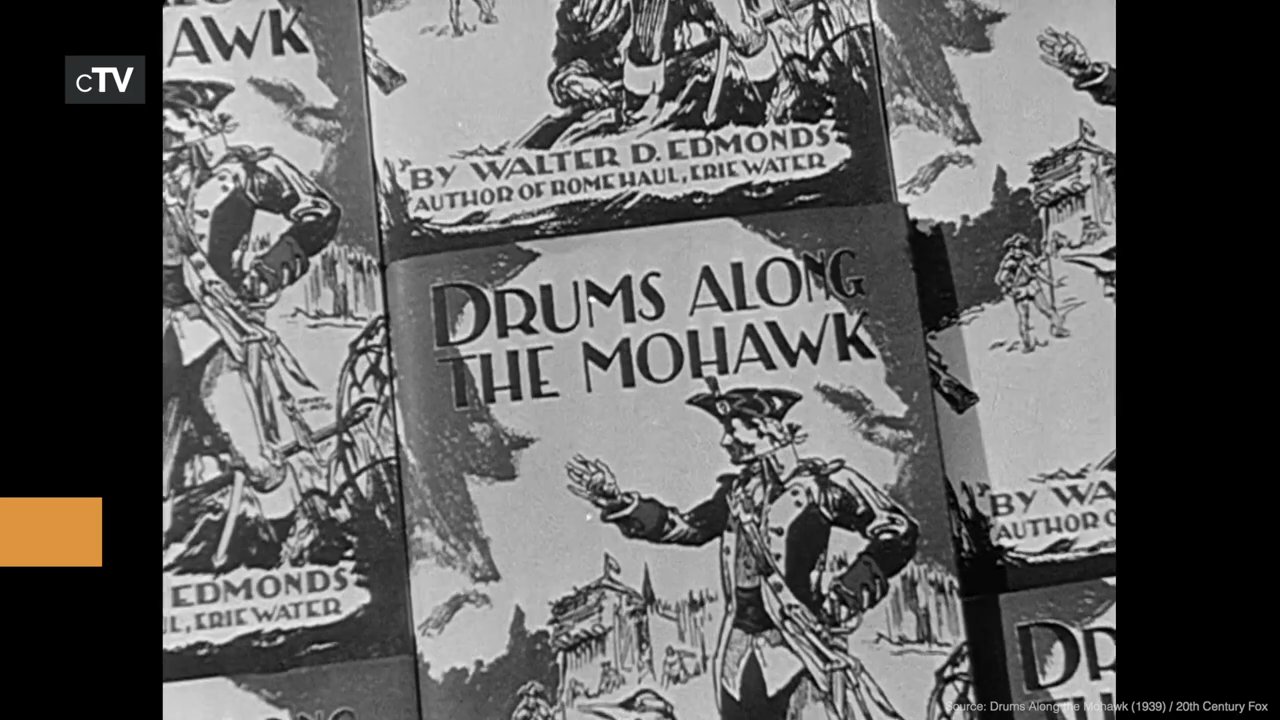 AWK
cTV
BY WALTER D. EDMONDS
AUTHOR OF ROME HAUL, ERIE WATER
DRUMS ALONG
THE MOHAWK
BY WA
AUTHOR O
EDMONDS
L, ERIE WATER
DR
Source: Drums Along the Mohawk (1939) / 20th Century Fox